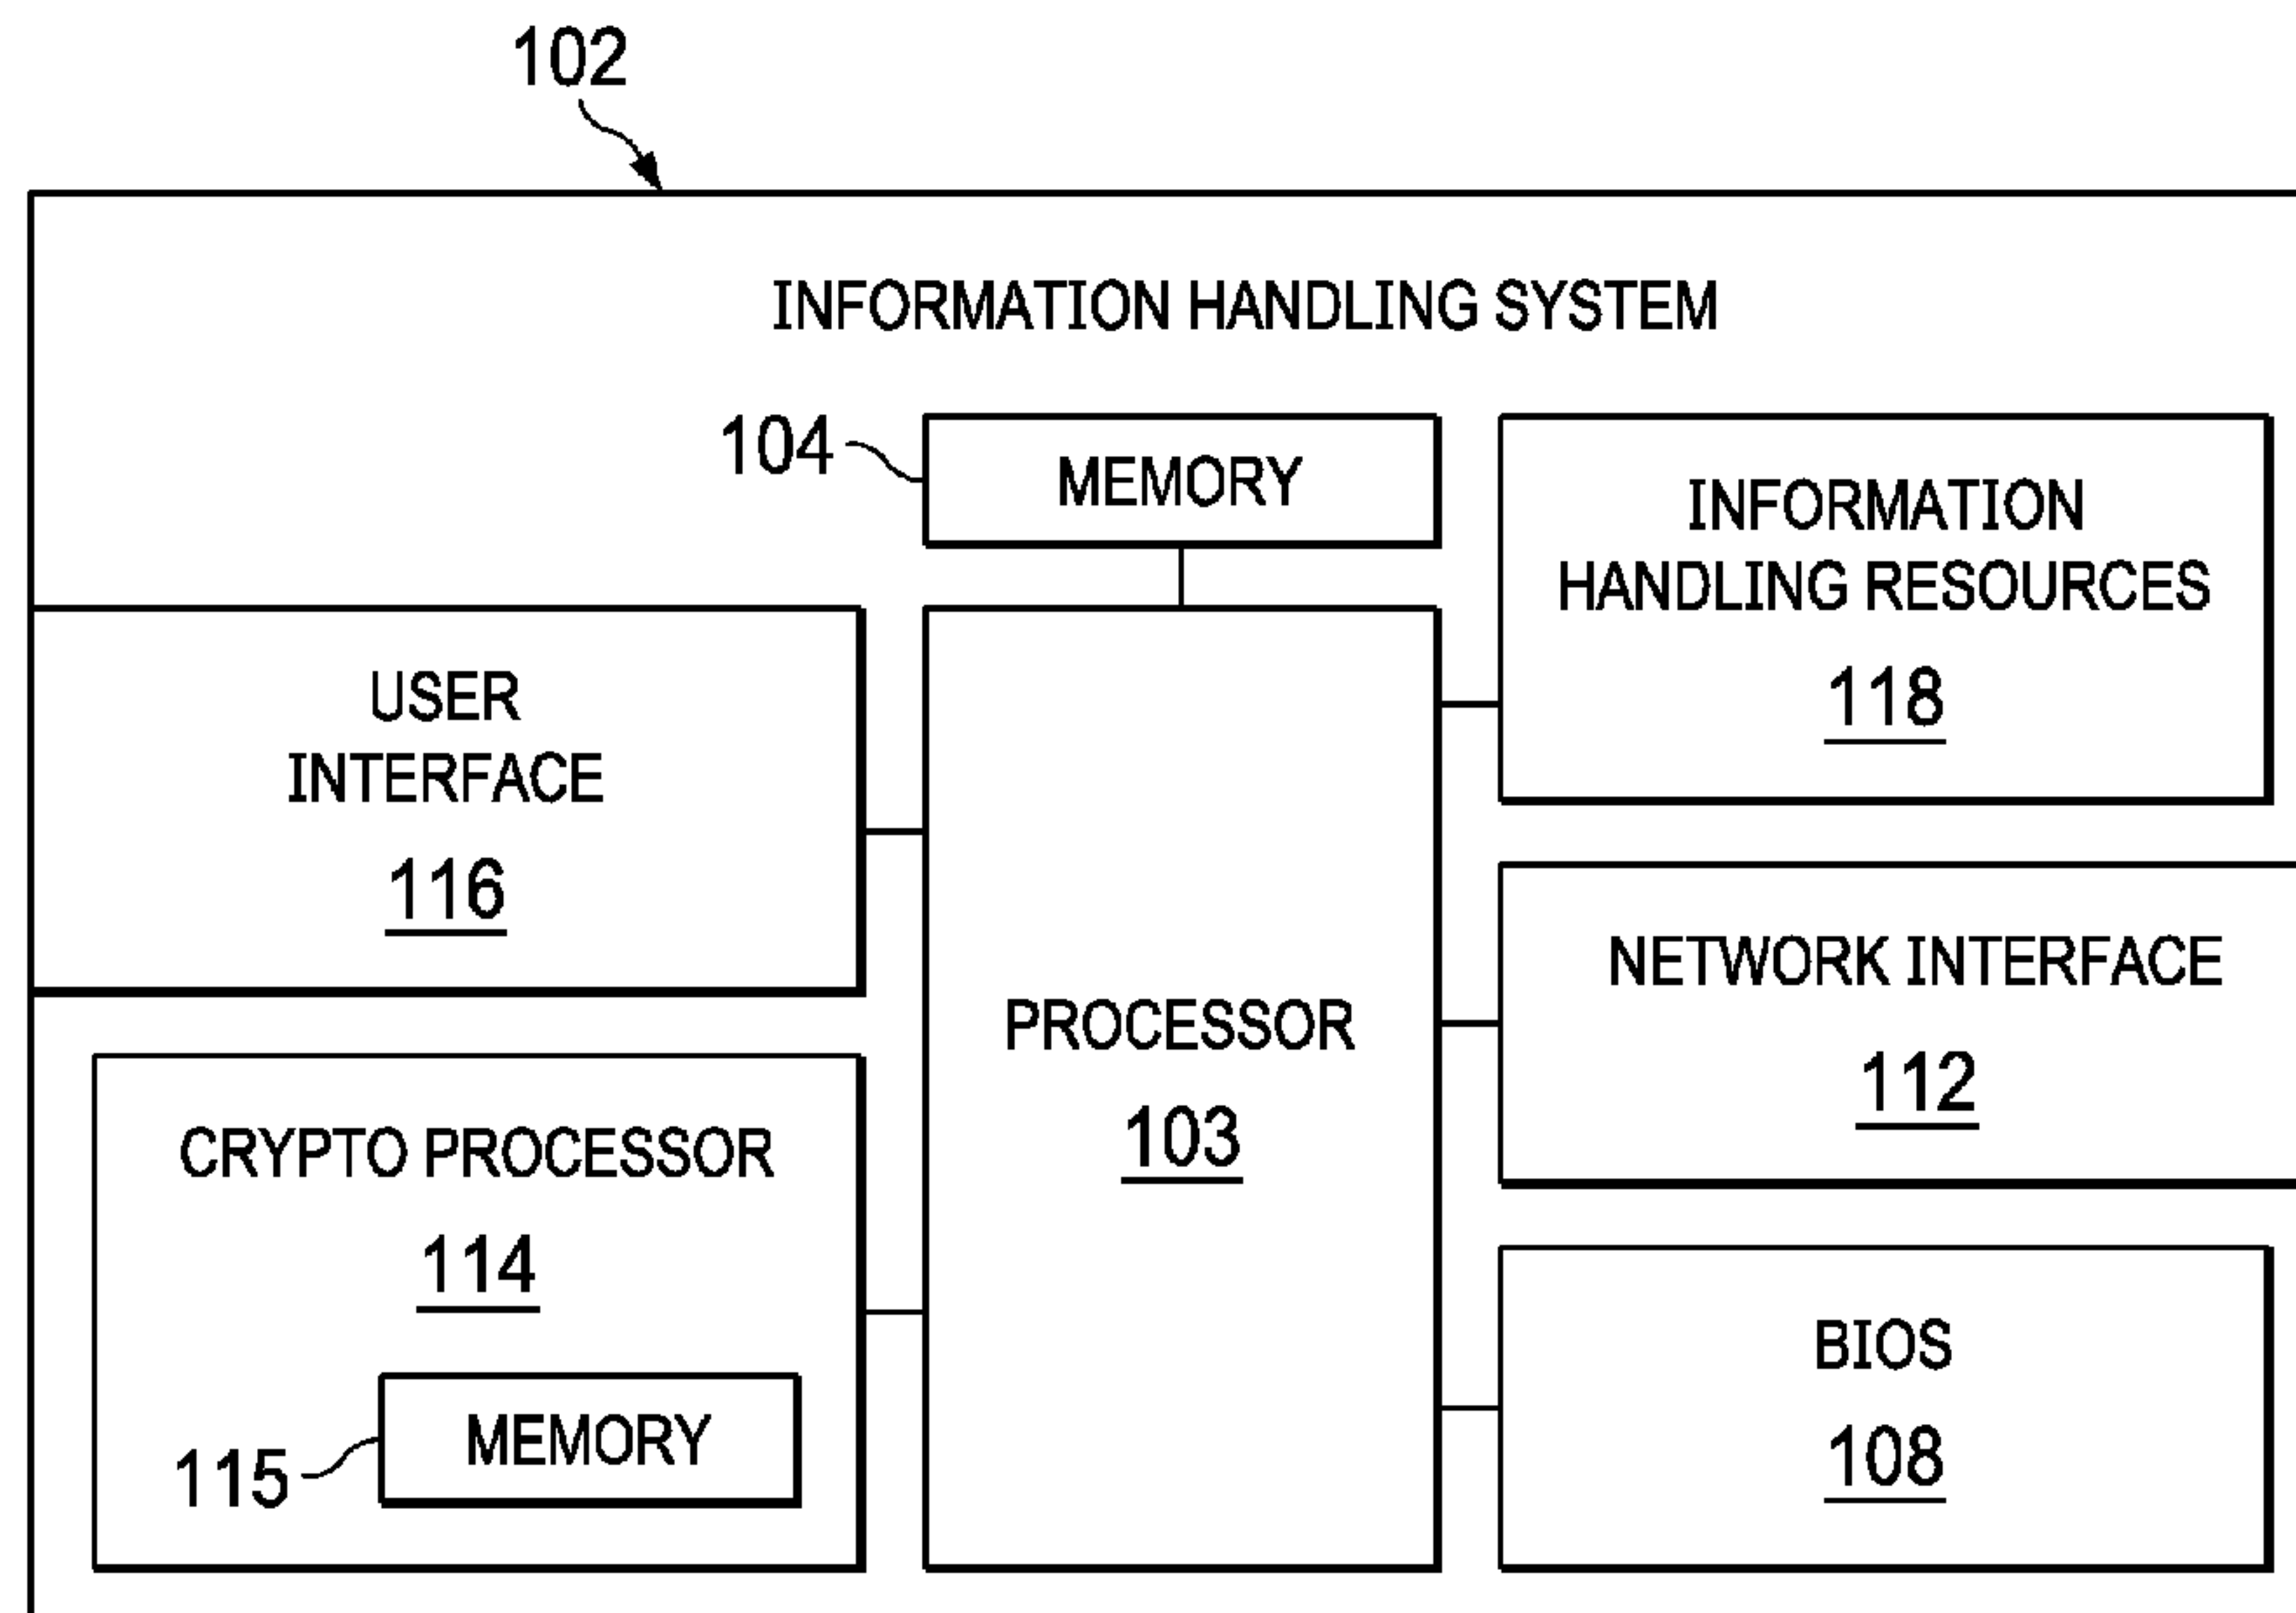 102
INFORMATION HANDLING SYSTEM
104
MEMORY
INFORMATION
HANDLING RESOURCES
118
USER
INTERFACE
116
PROCESSOR
103
NETWORK INTERFACE
112
CRYPTO PROCESSOR
114
115
MEMORY
BIOS
108